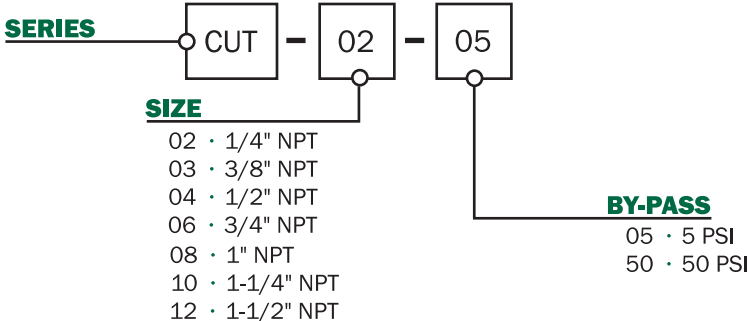 SERIES CUT - 02 - 05
SIZE
02 · 1/4" NPT
03 · 3/8" NPT
04 · 1/2" NPT
06 · 3/4" NPT
08 · 1" NPT
10 · 1-1/4" NPT
12 · 1-1/2" NPT
BY-PASS
05 · 5 PSI
50 · 50 PSI